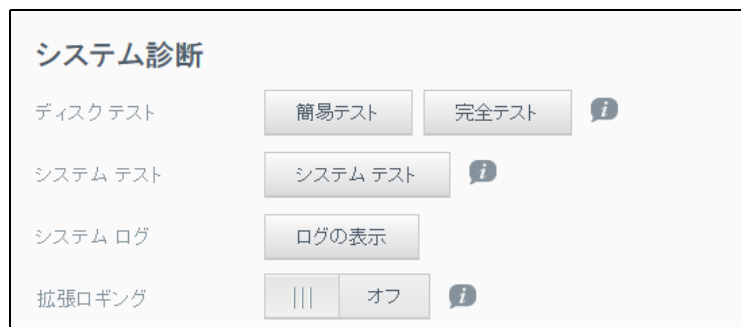 システム診断
ディスクテスト 簡易テスト 完全テスト
システム テスト システム テスト
システム ログ ログの表示
拡張ロギング オフ